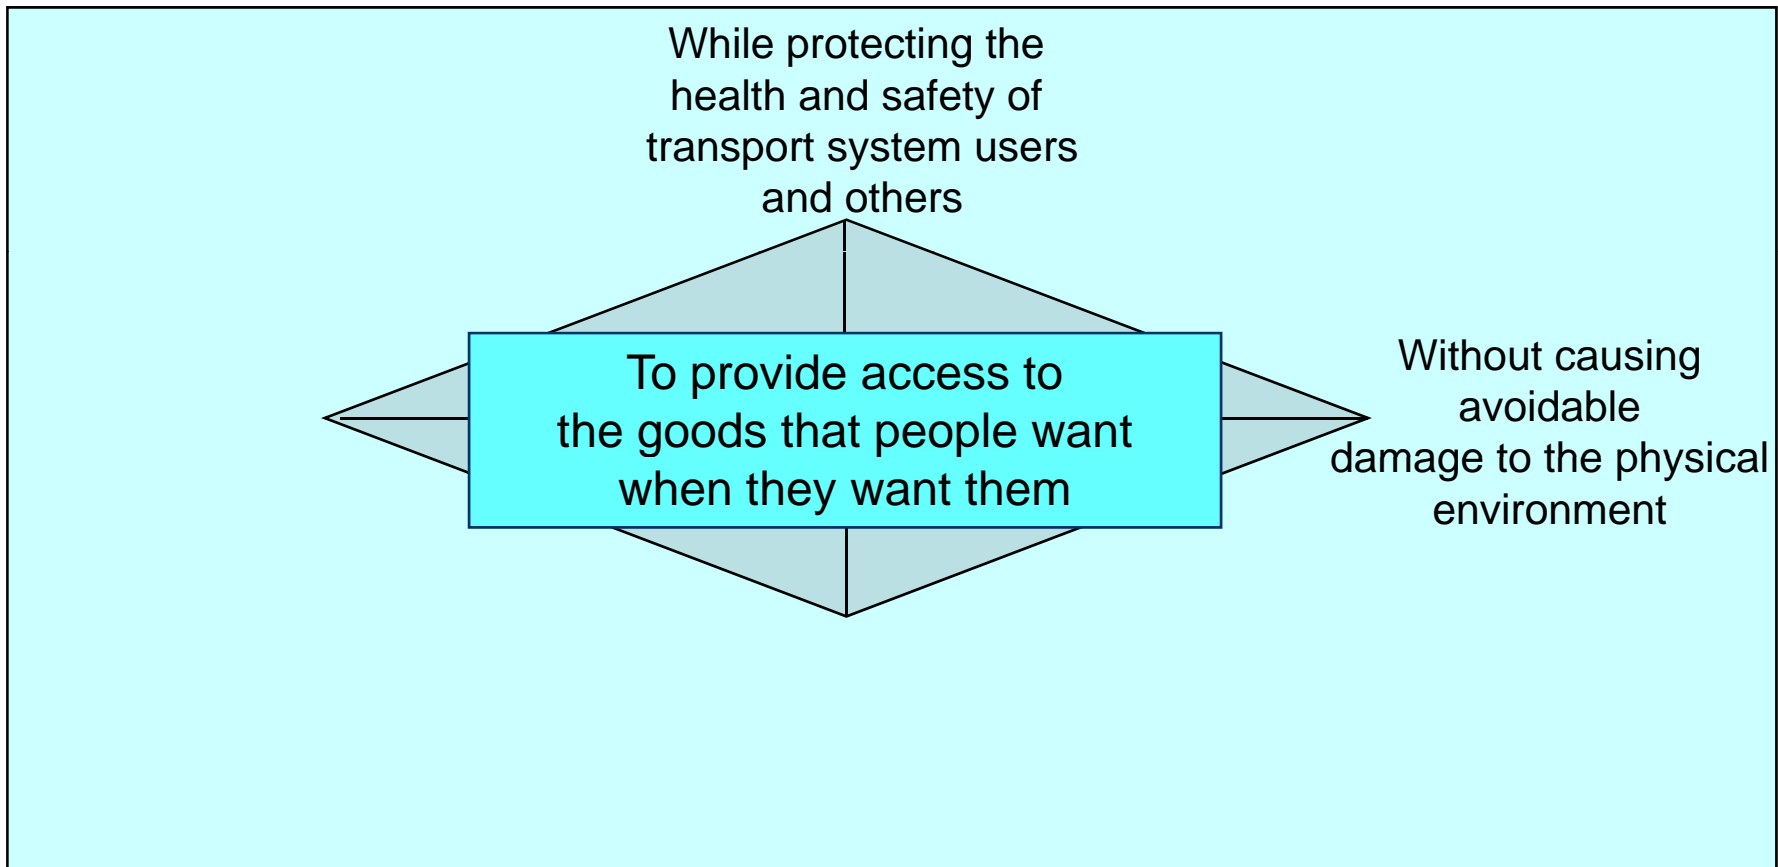 While protecting the
health and safety of
transport system users
and others
To provide access to
the goods that people want
when they want them
Without causing
avoidable
damage to the physical
environment